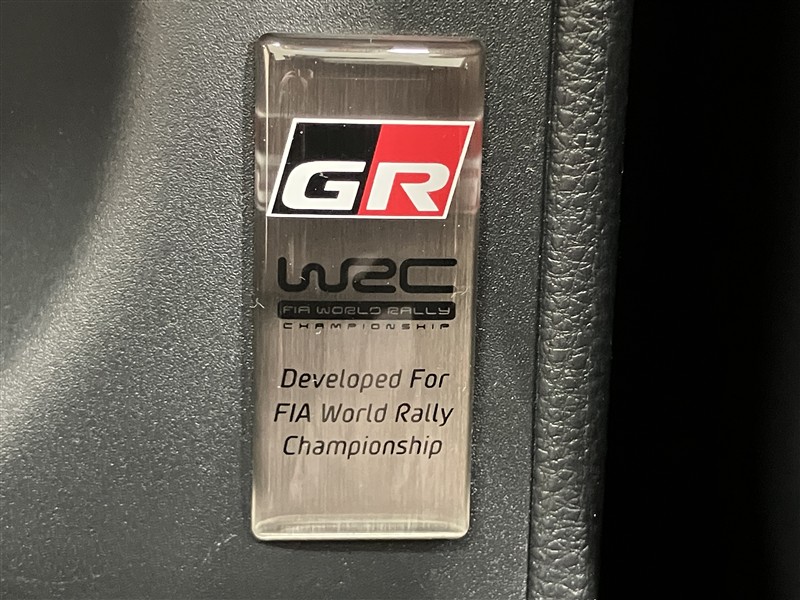 GR
WRC
FIA WORLD RALLY
CHAMPIONSHIP
Developed For
FIA World Rally
Championship